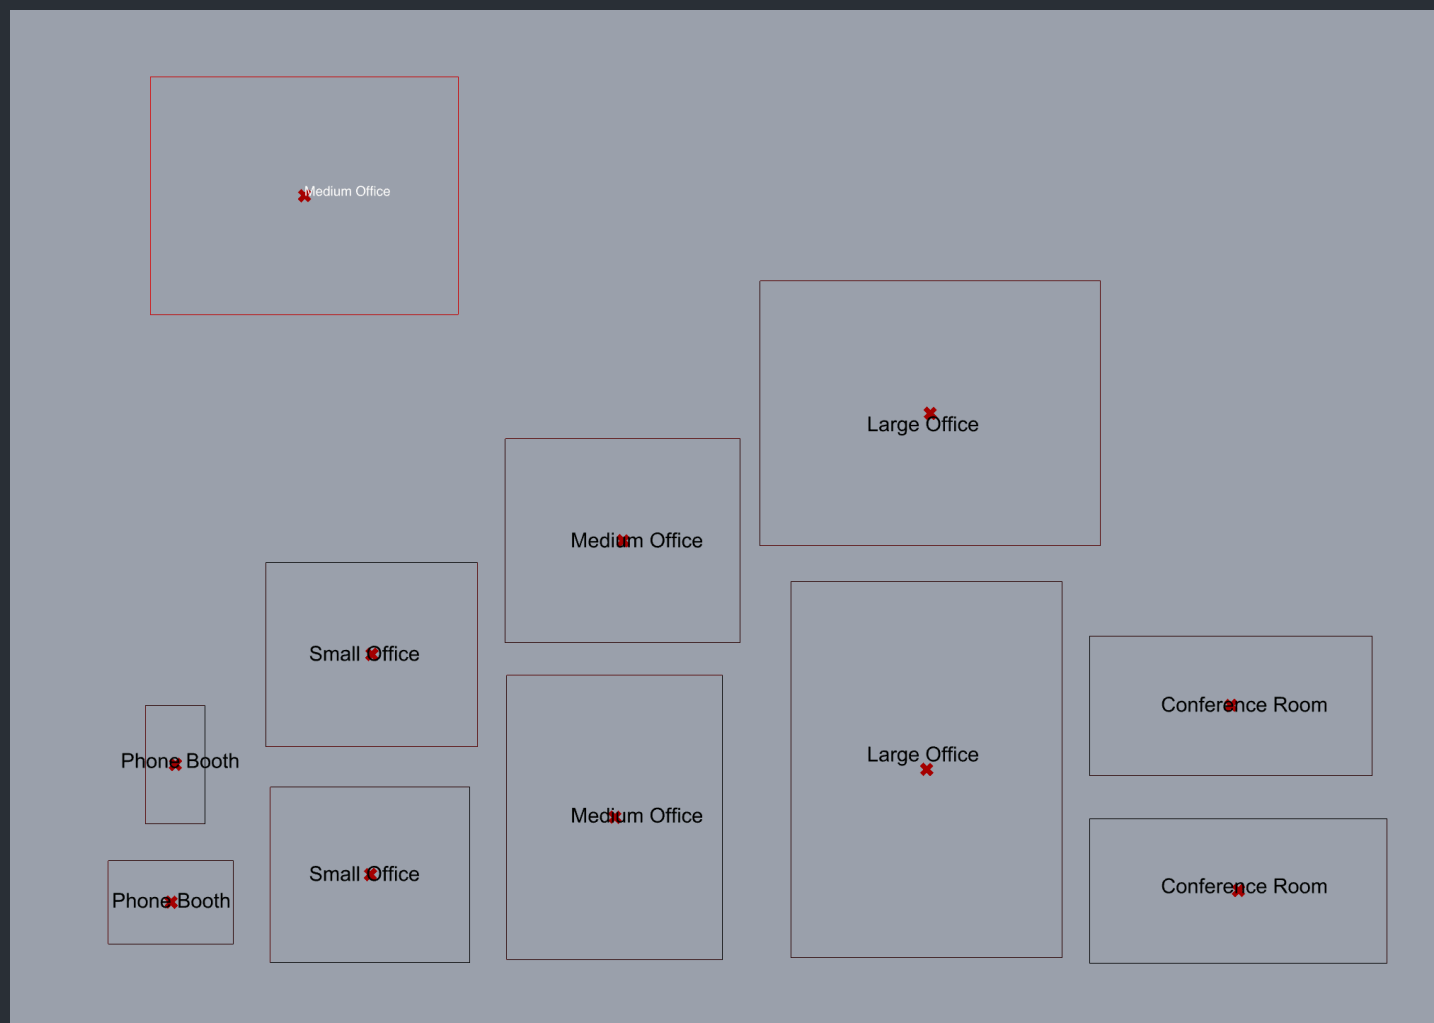 Medium Office
Large Office
Medium Office
Small Office
Large Office
Conference Room
Phone Booth
Medium Office
Small Office
Conference Room
Phone Booth